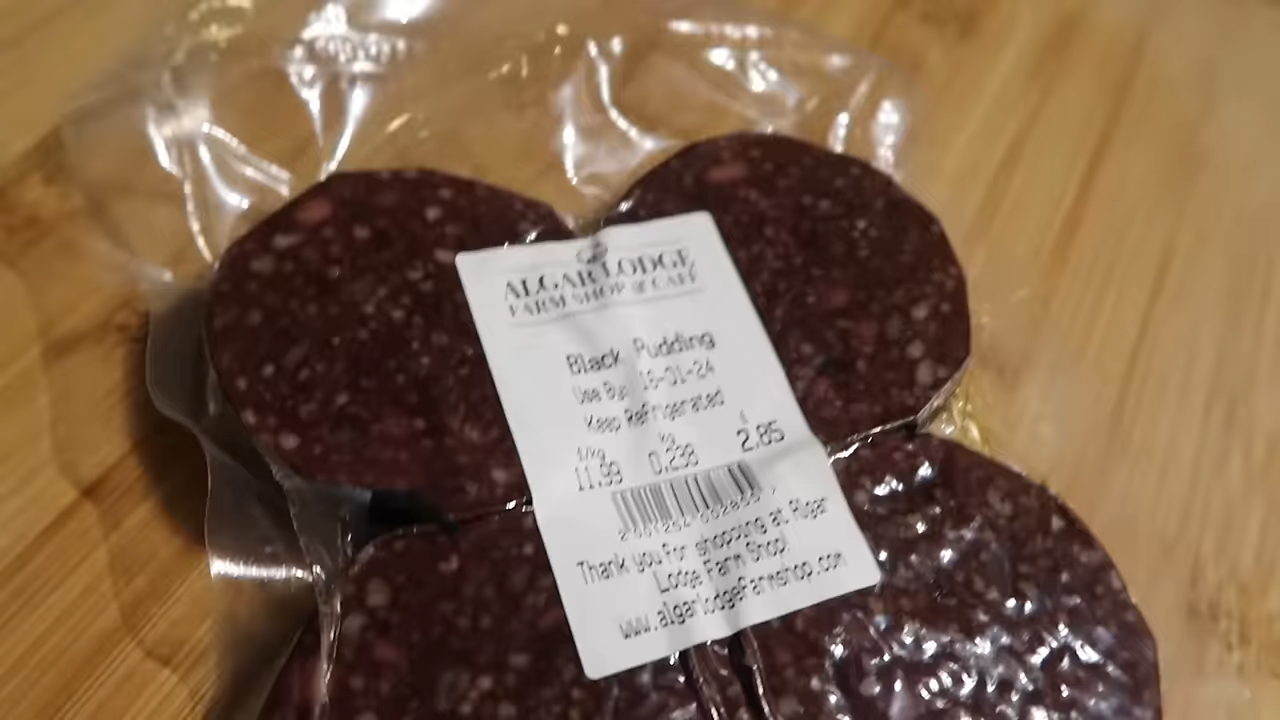 ALGAR LODGE
FARM SHOP & CAFE
Black Pudding
Use By: 16-01-24
Keep Refrigerated
£/kg kg £
11.99 0.238 2.85
Thank you for shopping at Algar
Lodge Farm Shop!
www.algarlodgefarmshop.com